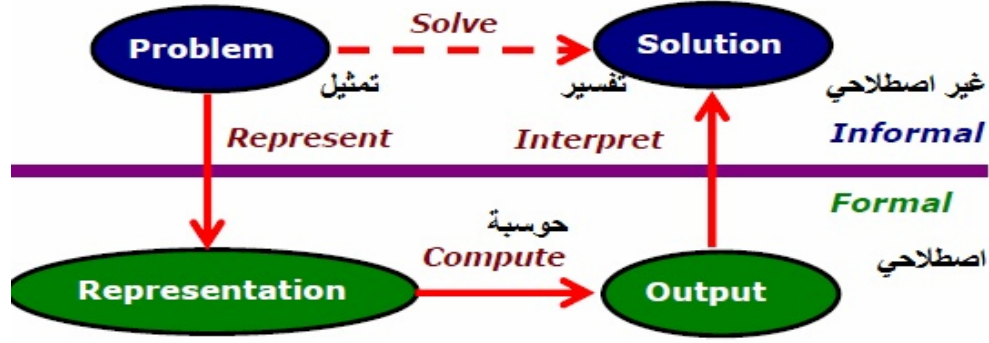 Solve
Problem
Solution
تمثيل
تفسير
غير اصطلاحي
Represent
Interpret
Informal
Formal
حوسبة
Compute
اصطلاحي
Representation
Output